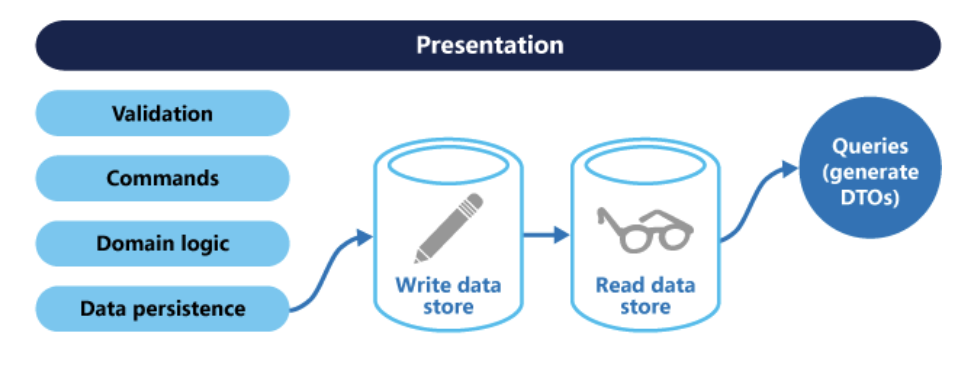 Presentation
Validation
Commands
Domain logic
Data persistence
Write data
store
Read data
store
Queries
(generate
DTOs)